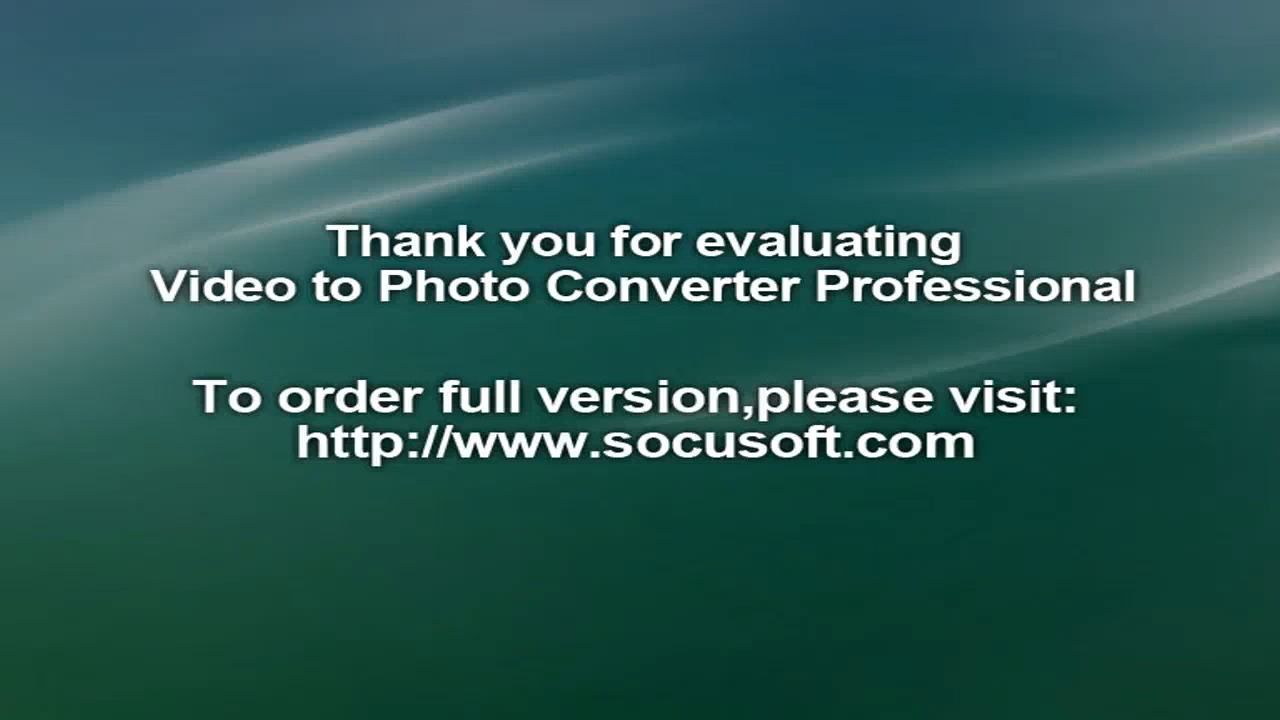 Thank you for evaluating
Video to Photo Converter Professional
To order full version,please visit:
http://www.socusoft.com